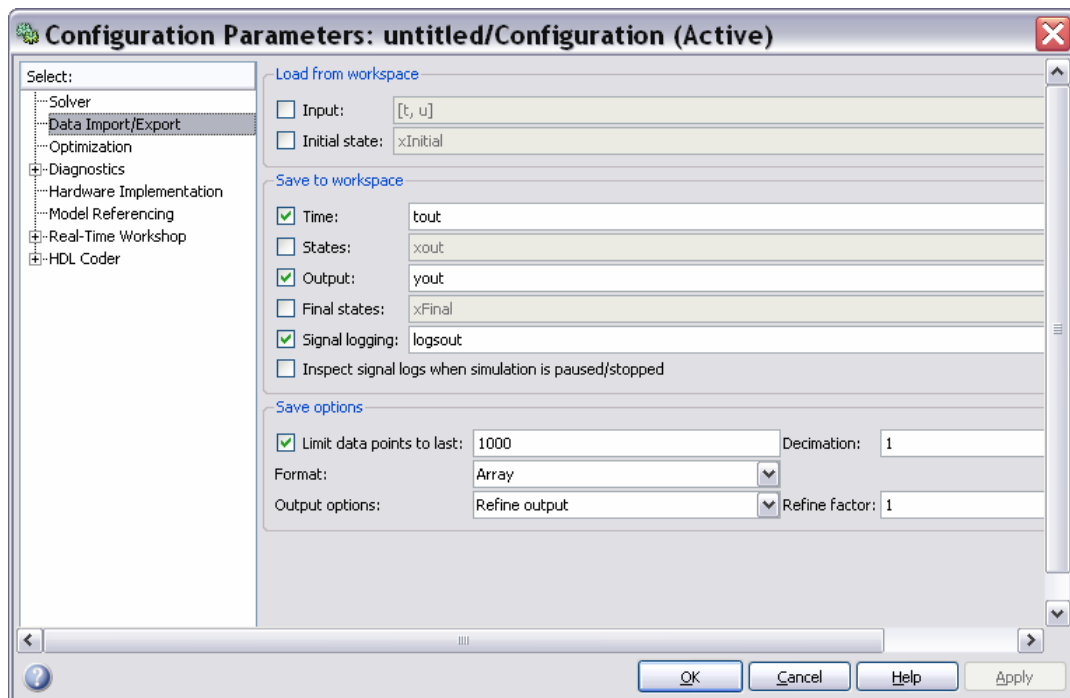 Configuration Parameters: untitled/Configuration (Active)
Select:
Solver
Data Import/Export
Optimization
Diagnostics
Hardware Implementation
Model Referencing
Real-Time Workshop
HDL Coder
Load from workspace
Input: [t, u]
Initial state: xInitial
Save to workspace
Time: tout
States: xout
Output: yout
Final states: xFinal
Signal logging: logsout
Inspect signal logs when simulation is paused/stopped
Save options
Limit data points to last: 1000 Decimation: 1
Format: Array
Output options: Refine output Refine factor: 1
? OK Cancel Help Apply